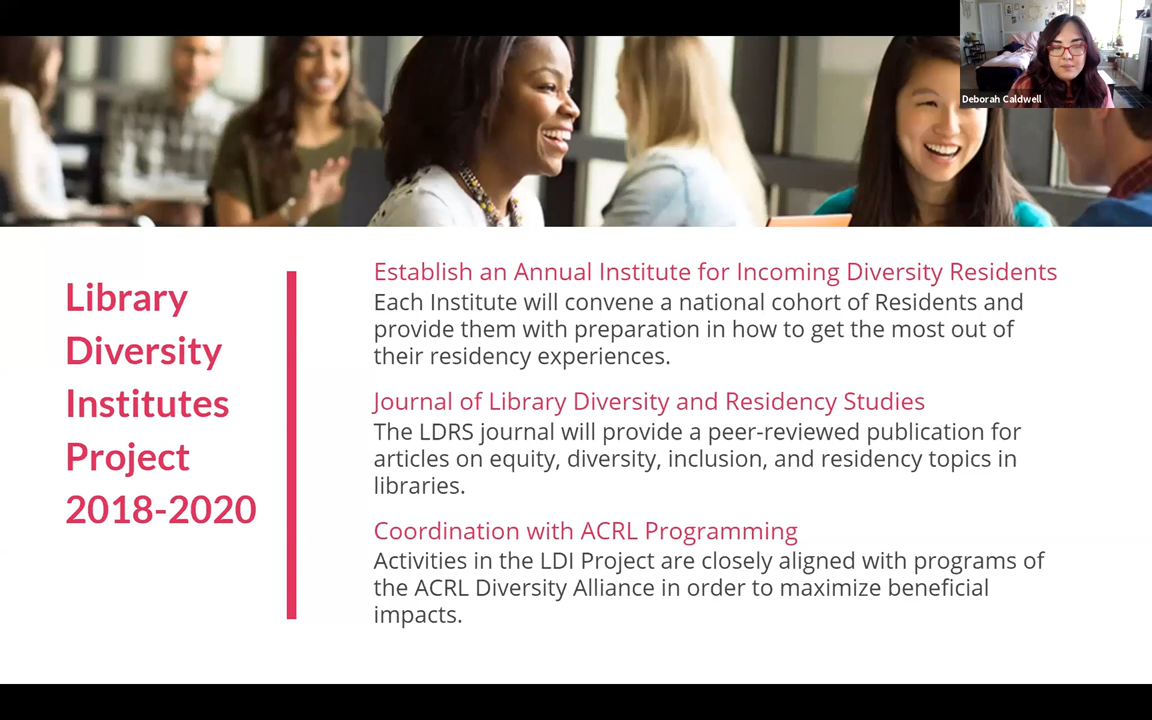 Deborah Caldwell
Library
Diversity
Institutes
Project
2018-2020
Establish an Annual Institute for Incoming Diversity Residents
Each Institute will convene a national cohort of Residents and
provide them with preparation in how to get the most out of
their residency experiences.
Journal of Library Diversity and Residency Studies
The LDRS journal will provide a peer-reviewed publication for
articles on equity, diversity, inclusion, and residency topics in
libraries.
Coordination with ACRL Programming
Activities in the LDI Project are closely aligned with programs of
the ACRL Diversity Alliance in order to maximize beneficial
impacts.